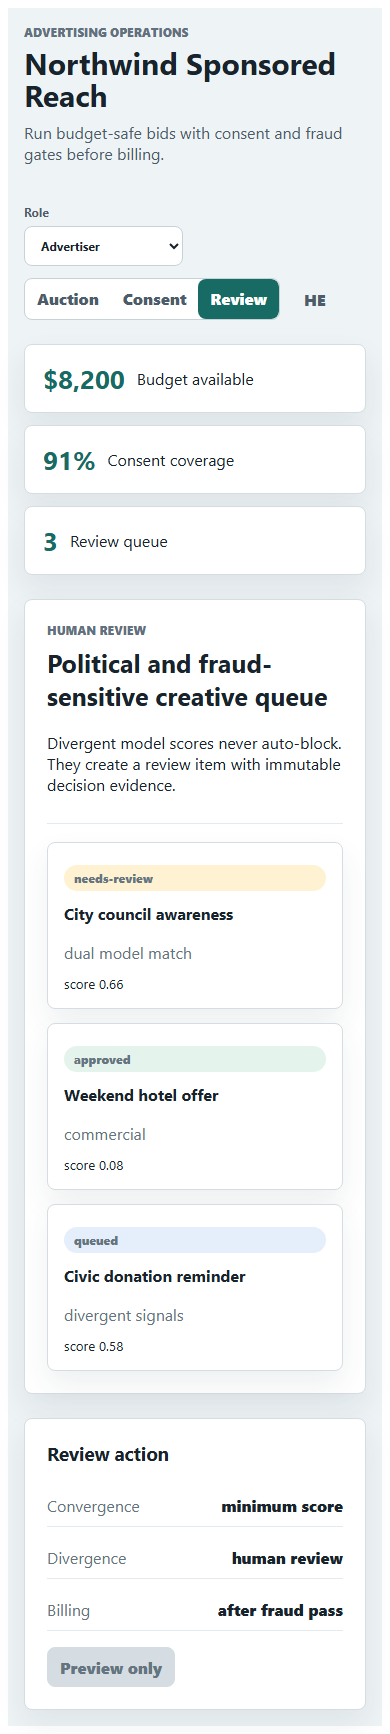 ADVERTISING OPERATIONS
Northwind Sponsored
Reach
Run budget-safe bids with consent and fraud
gates before billing.
Role
Advertiser
Auction Consent Review HE
$8,200 Budget available
91% Consent coverage
3 Review queue
HUMAN REVIEW
Political and fraud-
sensitive creative queue
Divergent model scores never auto-block.
They create a review item with immutable
decision evidence.
needs-review
City council awareness
dual model match
score 0.66
approved
Weekend hotel offer
commercial
score 0.08
queued
Civic donation reminder
divergent signals
score 0.58
Review action
Convergence minimum score
Divergence human review
Billing after fraud pass
Preview only